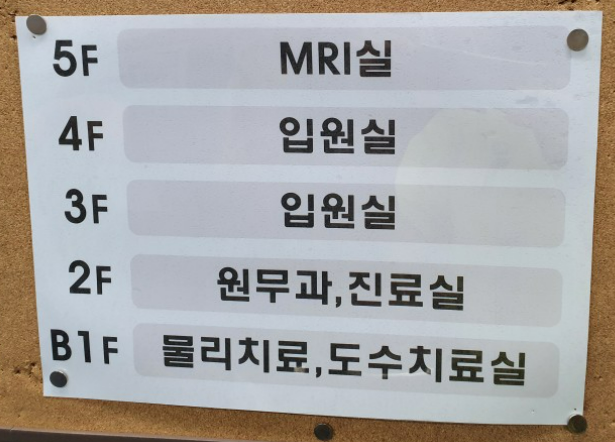 5F MRI실
4F 입원실
3F 입원실
2F 원무과,진료실
B1F 물리치료,도수치료실